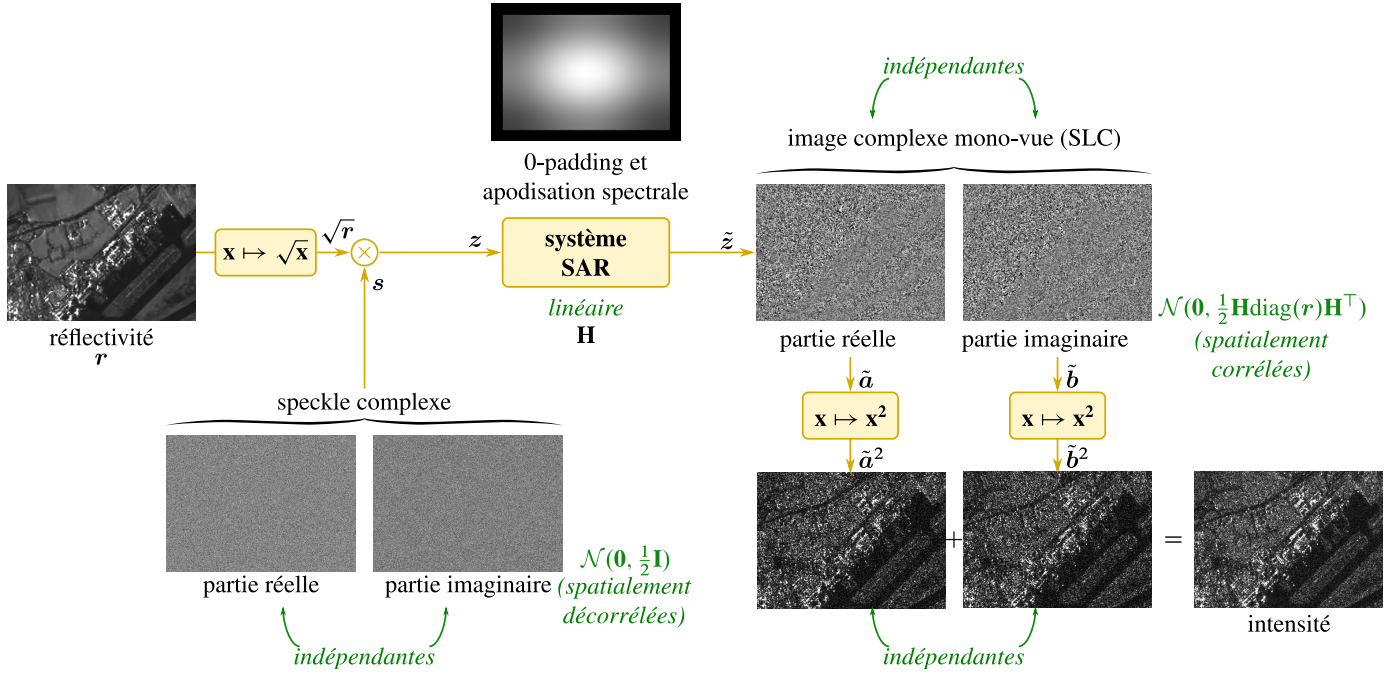 indépendantes
image complexe mono-vue (SLC)
0-padding et
apodisation spectrale
réflectivité
r
x ↦ √x
√r
×
s
z
système
SAR
linéaire
H
z̃
partie réelle
partie imaginaire
𝒩(0, ½Hdiag(r)H⊤)
(spatialement
corrélées)
ã
b̃
x ↦ x²
x ↦ x²
ã²
b̃²
speckle complexe
partie réelle
partie imaginaire
𝒩(0, ½I)
(spatialement
décorrélées)
indépendantes
+
=
intensité
indépendantes